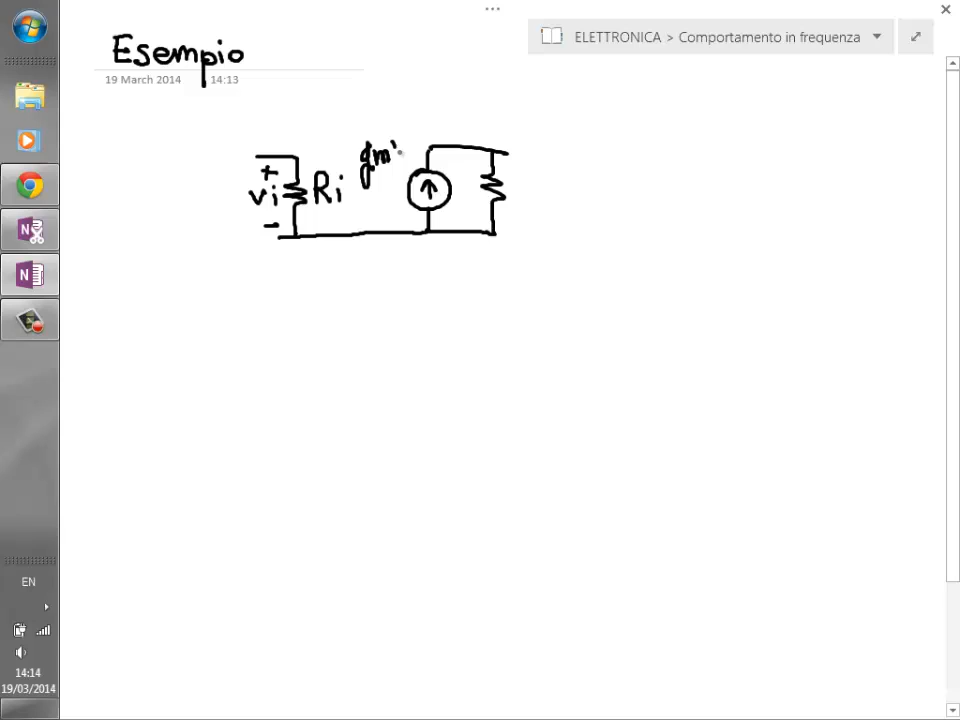 ELETTRONICA > Comportamento in frequenza
Esempio
19 March 2014 14:13
gm
+
vi Ri
-
EN
14:14
19/03/2014